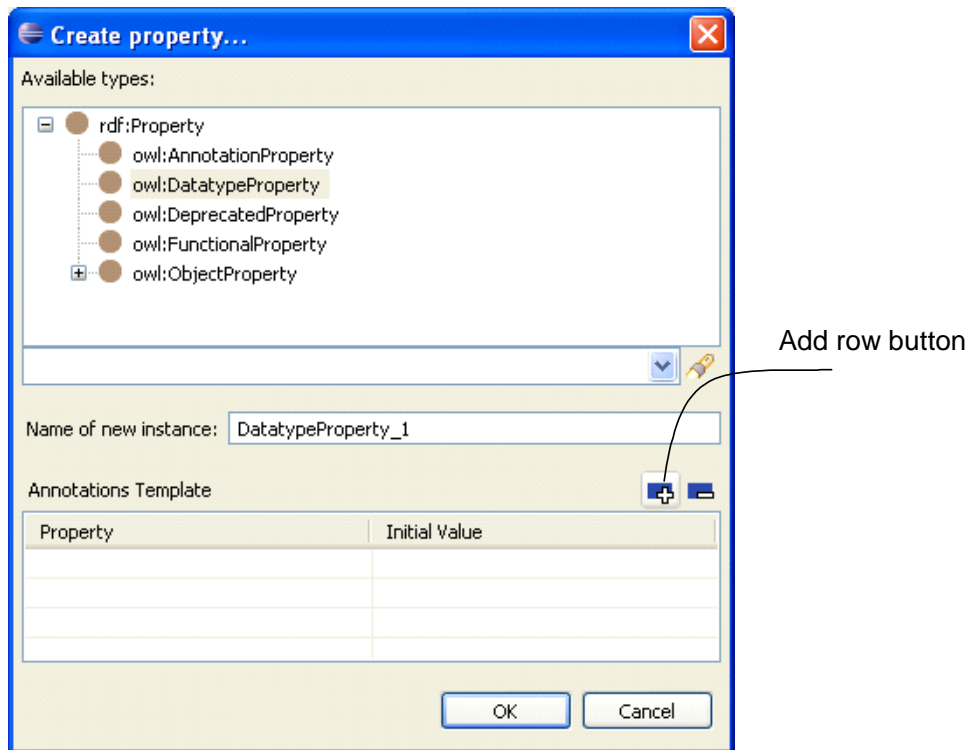 Create property...
Available types:
rdf:Property
owl:AnnotationProperty
owl:DatatypeProperty
owl:DeprecatedProperty
owl:FunctionalProperty
owl:ObjectProperty
Add row button
Name of new instance: DatatypeProperty_1
Annotations Template
Property Initial Value
OK Cancel